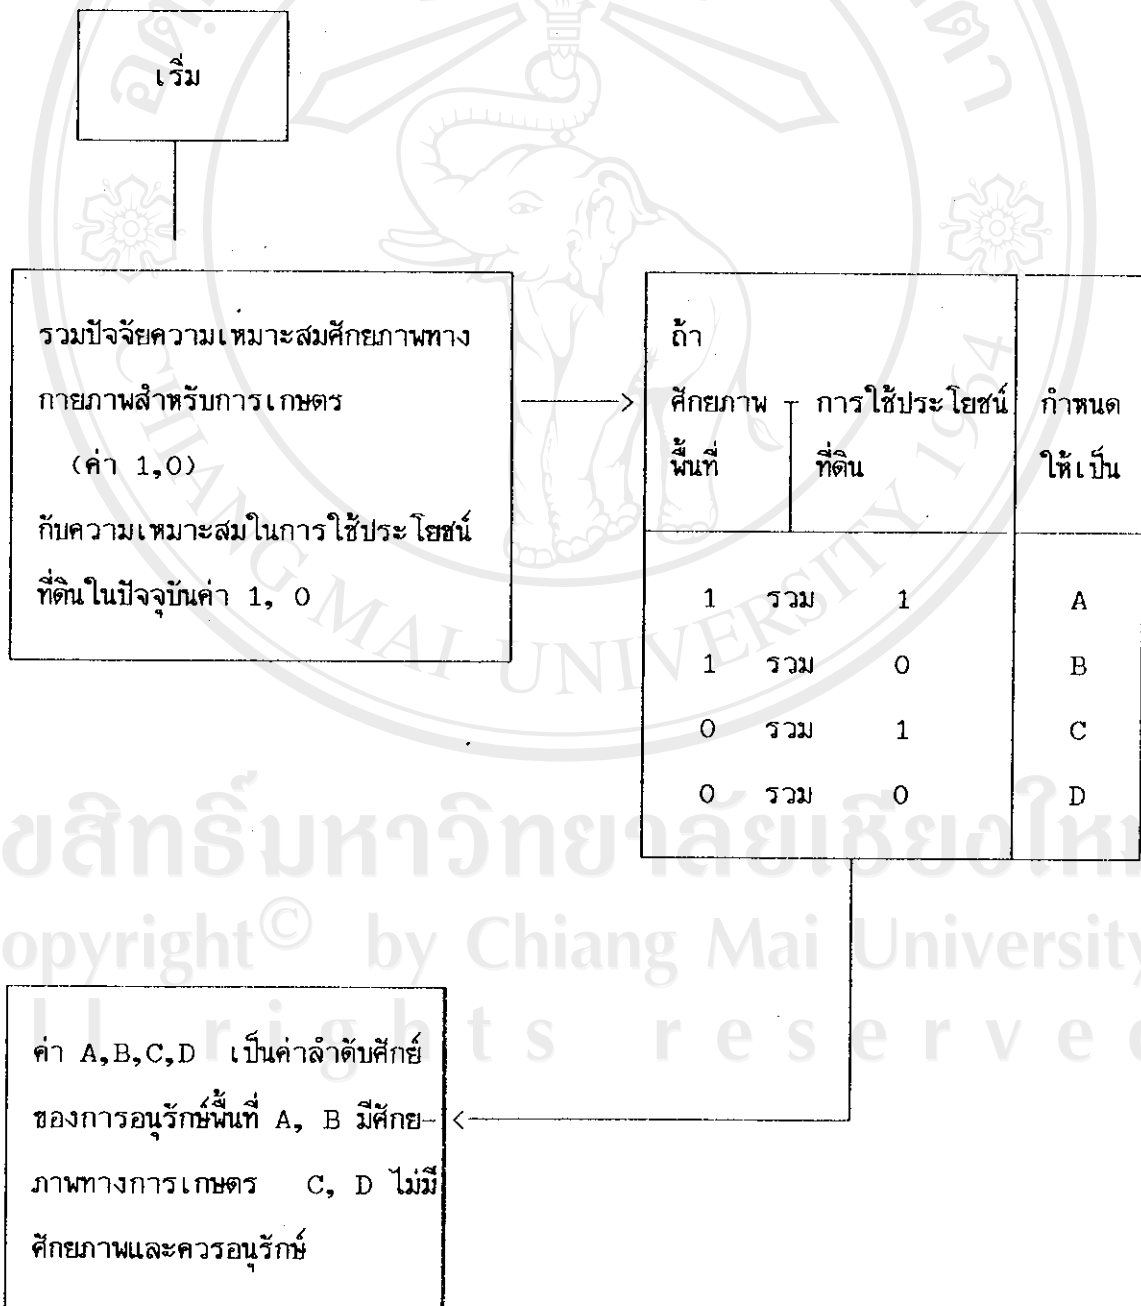 เริ่ม
รวมปัจจัยความเหมาะสมศักยภาพทาง
กายภาพสำหรับการเกษตร
(ค่า 1,0)
กับความเหมาะสมในการใช้ประโยชน์
ที่ดินในปัจจุบันค่า 1, 0
ถ้า
ศักยภาพ การใช้ประโยชน์ กำหนด
พื้นที่ ที่ดิน ให้เป็น
1 รวม 1 A
1 รวม 0 B
0 รวม 1 C
0 รวม 0 D
ค่า A,B,C,D เป็นค่าลำดับศักย์
ของการอนุรักษ์พื้นที่ A, B มีศักย-
ภาพทางการเกษตร C, D ไม่มี
ศักยภาพและควรอนุรักษ์
CHIANG MAI UNIVERSITY 1964
ขสิทธิ์มหาวิทยาลัยเชียงใหม
opyright© by Chiang Mai University
ll rights reserved